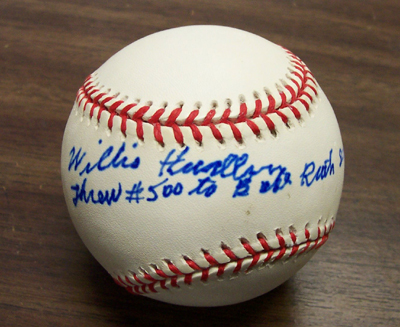 Willis Hudlin
Threw #500 to Babe Ruth